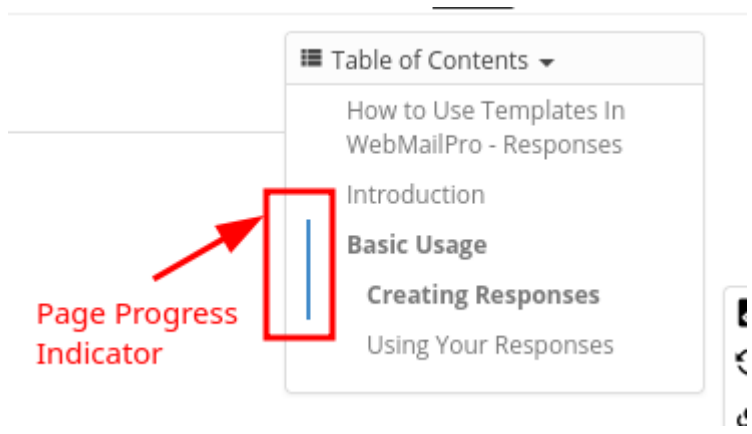 Table of Contents
How to Use Templates In
WebMailPro - Responses
Introduction
Basic Usage
Creating Responses
Using Your Responses
Page Progress
Indicator